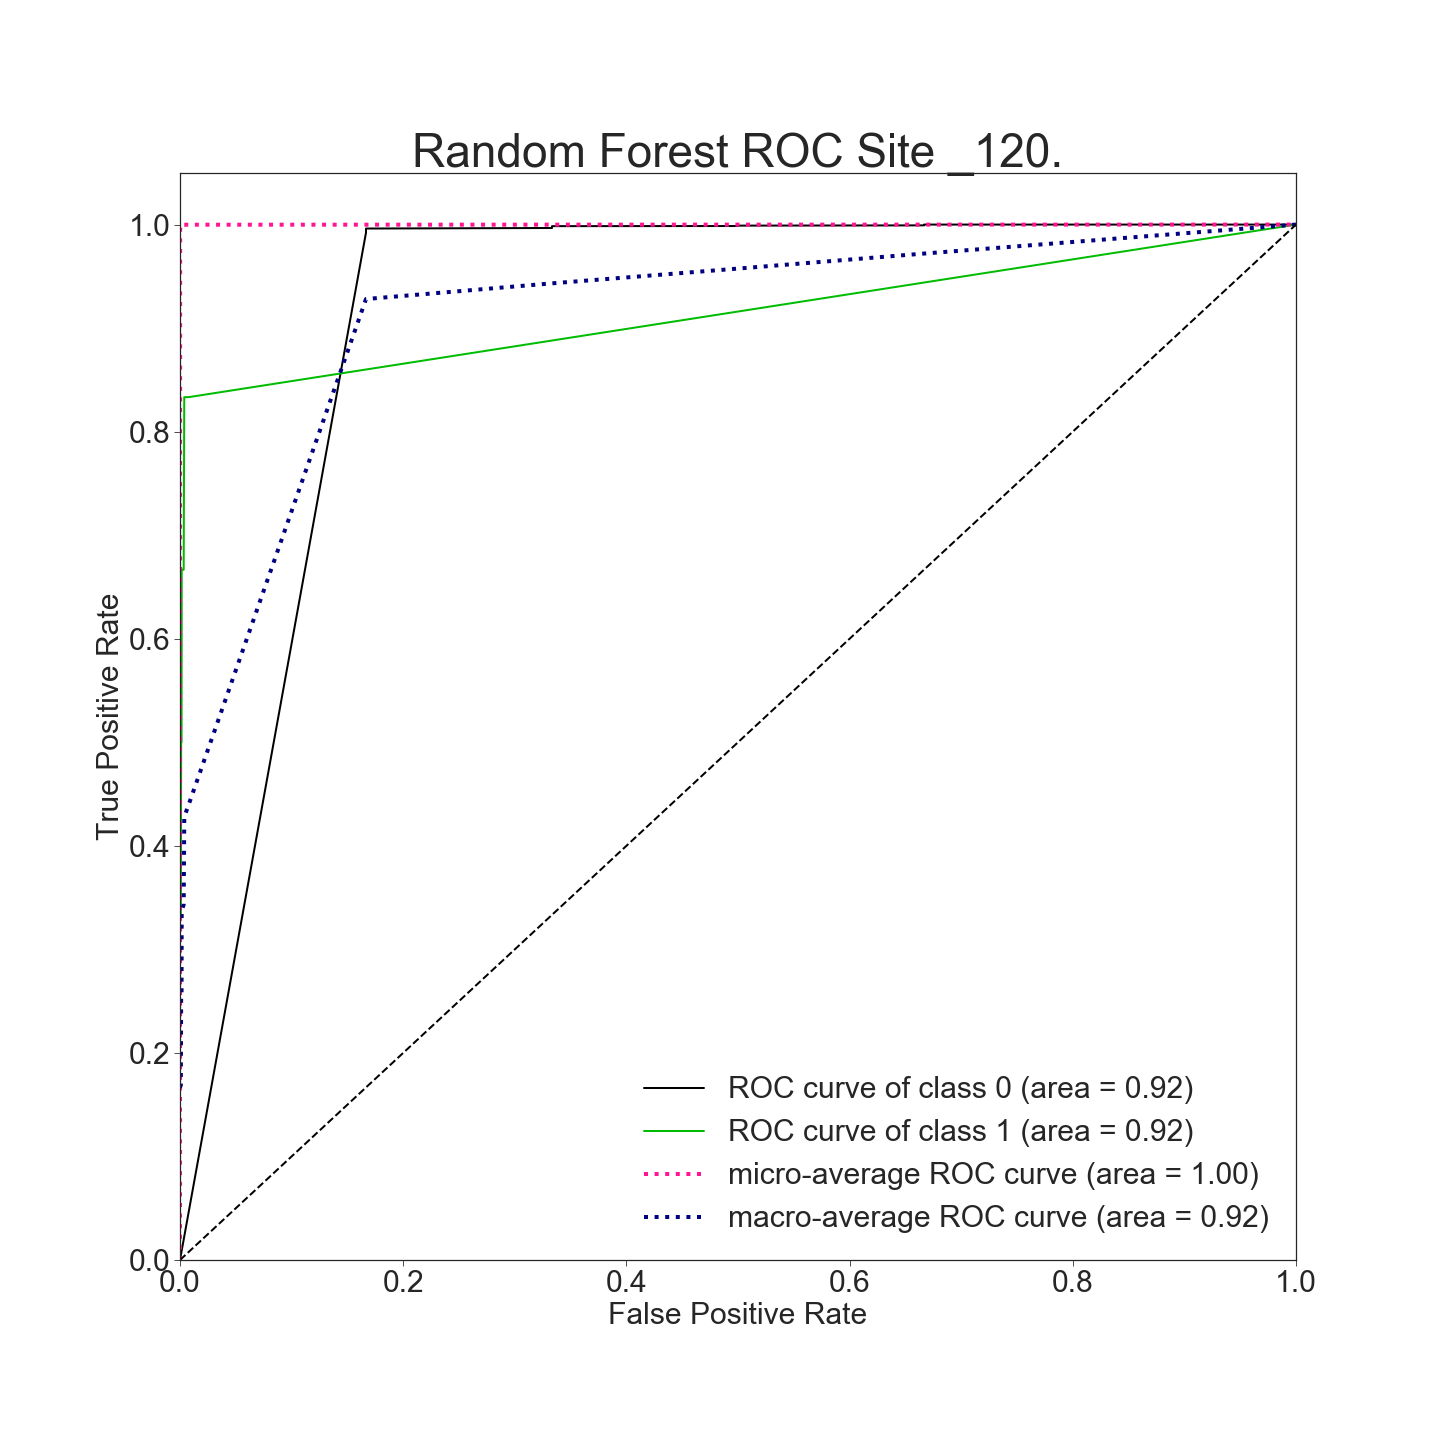 Random Forest ROC Site _120.
1.0
0.8
0.6
0.4
0.2
0.0
True Positive Rate
ROC curve of class 0 (area = 0.92)
ROC curve of class 1 (area = 0.92)
micro-average ROC curve (area = 1.00)
macro-average ROC curve (area = 0.92)
0.0 0.2 0.4 0.6 0.8 1.0
False Positive Rate